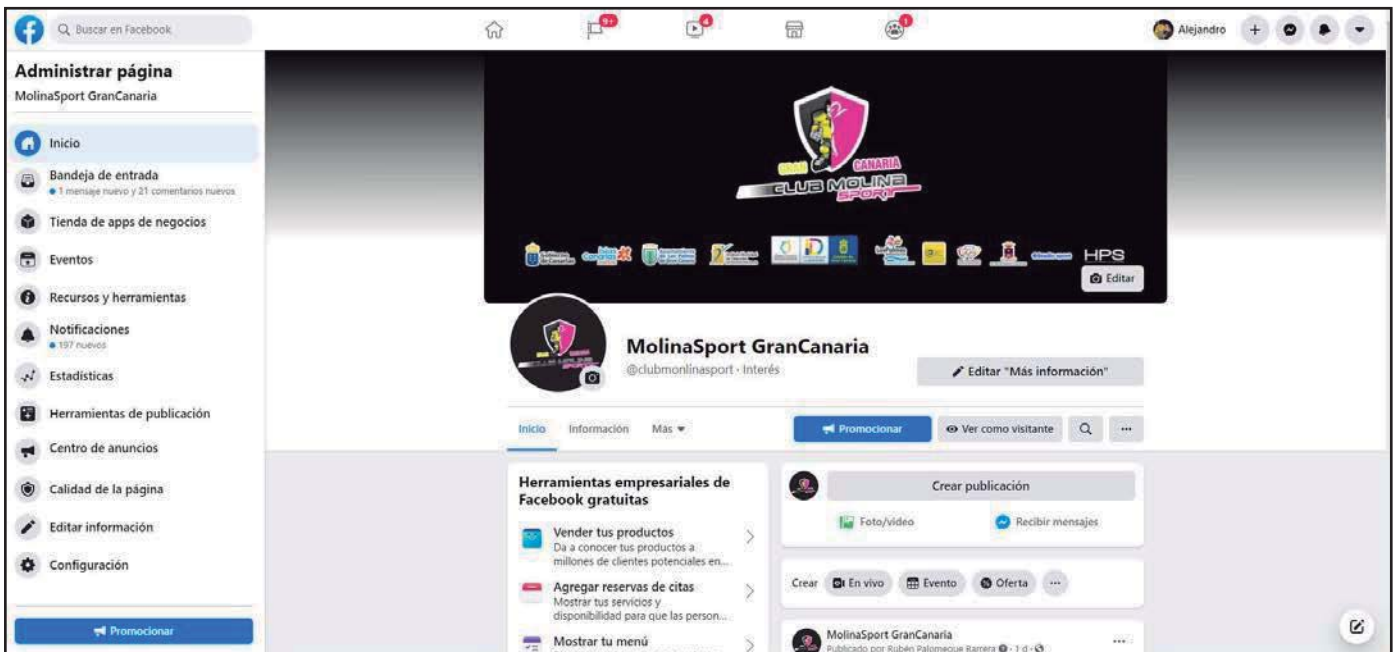 Buscar en Facebook
9+
4
1
Alejandro
Administrar página
MolinaSport GranCanaria
Inicio
Bandeja de entrada
1 mensaje nuevo y 21 comentarios nuevos
Tienda de apps de negocios
Eventos
Recursos y herramientas
Notificaciones
197 nuevos
Estadísticas
Herramientas de publicación
Centro de anuncios
Calidad de la página
Editar información
Configuración
Promocionar
GRAN CANARIA
CLUB MOLINA
SPORT
HPS
Editar
MolinaSport GranCanaria
@clubmonlinasport · Interés
Editar "Más información"
Inicio
Información
Más
Promocionar
Ver como visitante
Herramientas empresariales de
Facebook gratuitas
Vender tus productos
Da a conocer tus productos a
millones de clientes potenciales en...
Agregar reservas de citas
Mostrar tus servicios y
disponibilidad para que las person...
Mostrar tu menú
Crear publicación
Foto/video
Recibir mensajes
Crear
En vivo
Evento
Oferta
MolinaSport GranCanaria
Publicado por Rubén Palomeque Barrera · 1 d ·